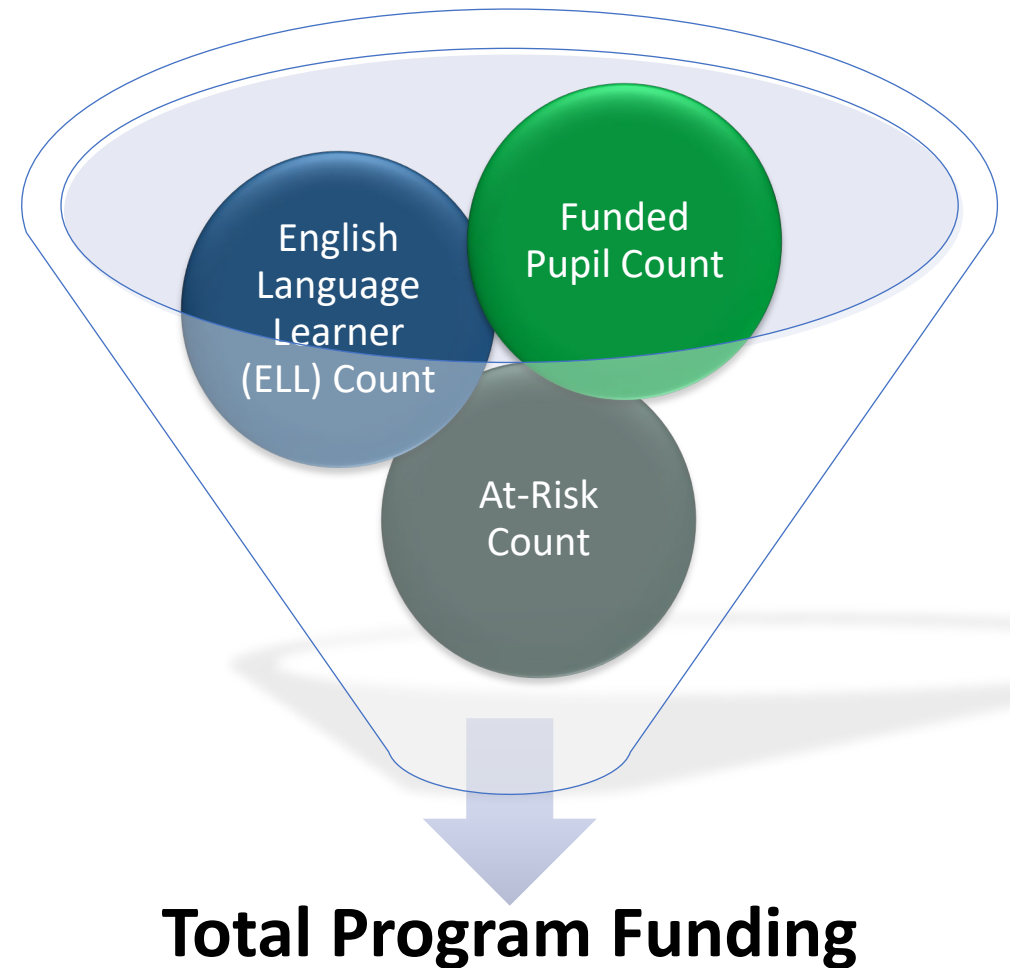 English
Language
Learner
(ELL) Count
Funded
Pupil Count
At-Risk
Count
Total Program Funding